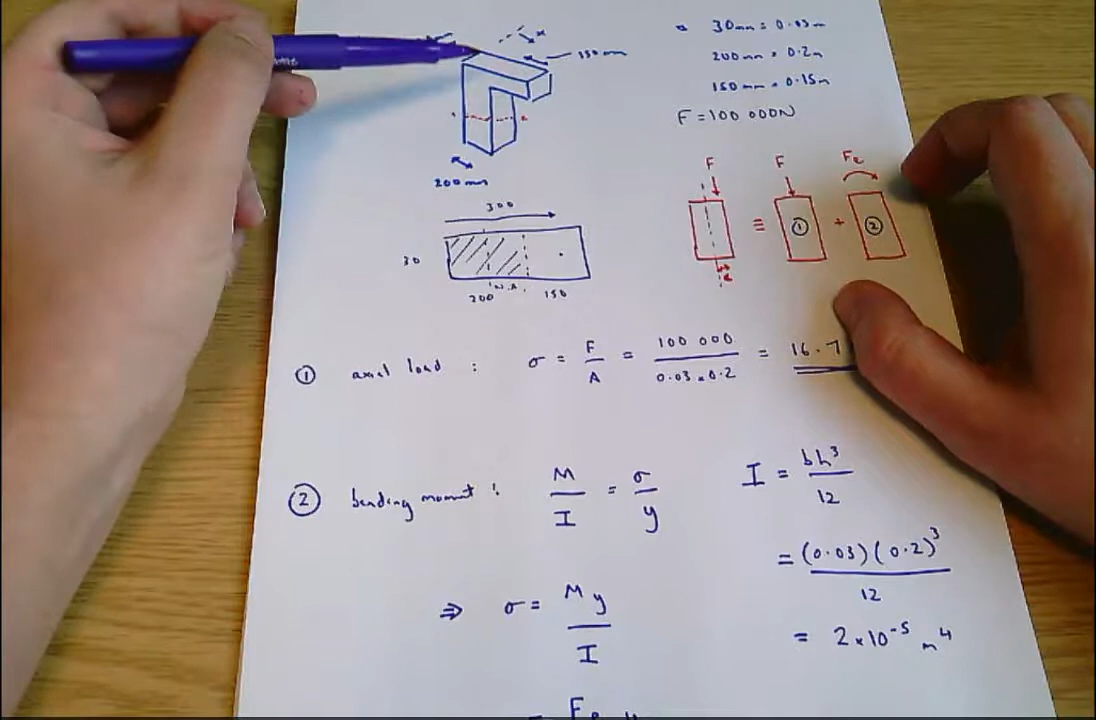 30mm = 0.03m
150mm
200mm = 0.2m
150mm = 0.15m
F = 100 000N
200mm
F F Fe
300
① + ②
≡
30
e
N.A.
200 150
① axial load : σ = F/A = 100 000 / 0.03 × 0.2 = 16.7
② bending moment : M/I = σ/y
I = bh³/12
= (0.03)(0.2)³/12
⇒ σ = My/I
= 2×10⁻⁵ m⁴